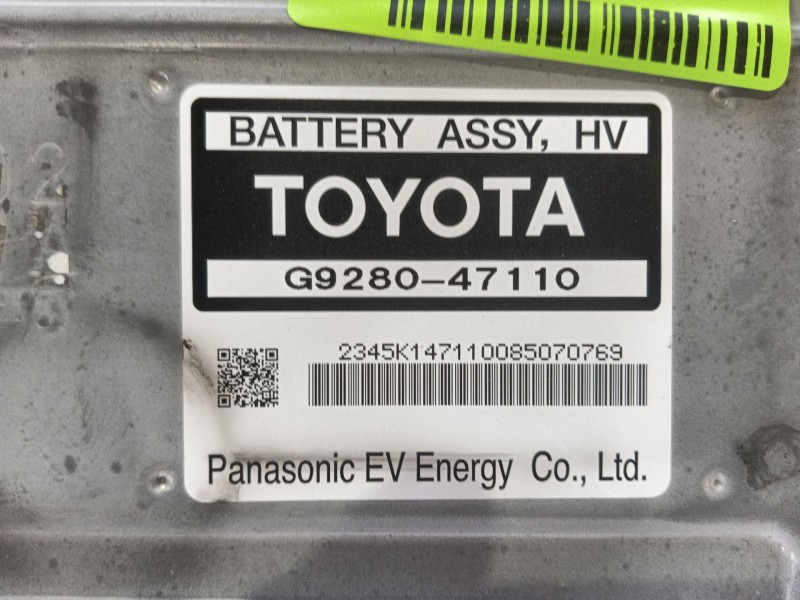 BATTERY ASSY, HV
TOYOTA
G9280-47110
2345K147110085070769
Panasonic EV Energy Co., Ltd.